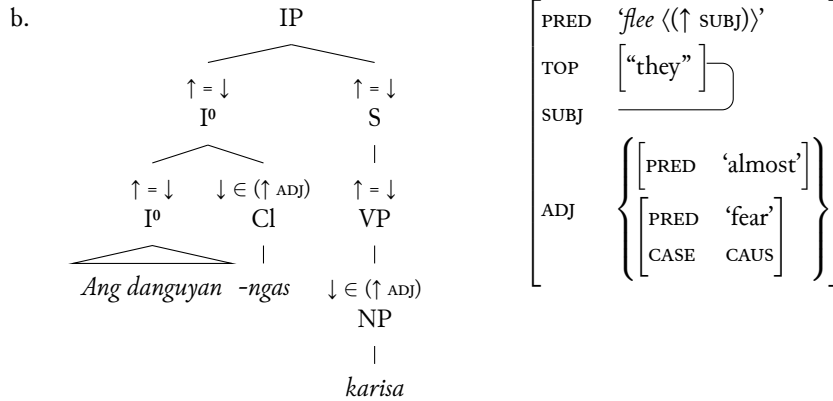 b.
IP
↑ = ↓ ↑ = ↓
I⁰ S
↑ = ↓ ↓ ∈ (↑ ADJ) ↑ = ↓
I⁰ Cl VP
Ang danguyan -ngas ↓ ∈ (↑ ADJ)
NP
karisa
PRED ‘flee ⟨(↑ SUBJ)⟩’
TOP [“they”]
SUBJ
ADJ
[PRED ‘almost’]
PRED ‘fear’
CASE CAUS